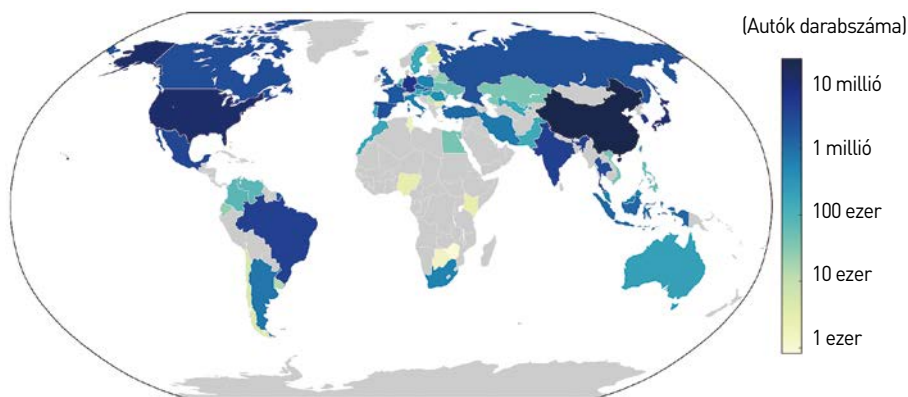 (Autók darabszáma)
10 millió
1 millió
100 ezer
10 ezer
1 ezer